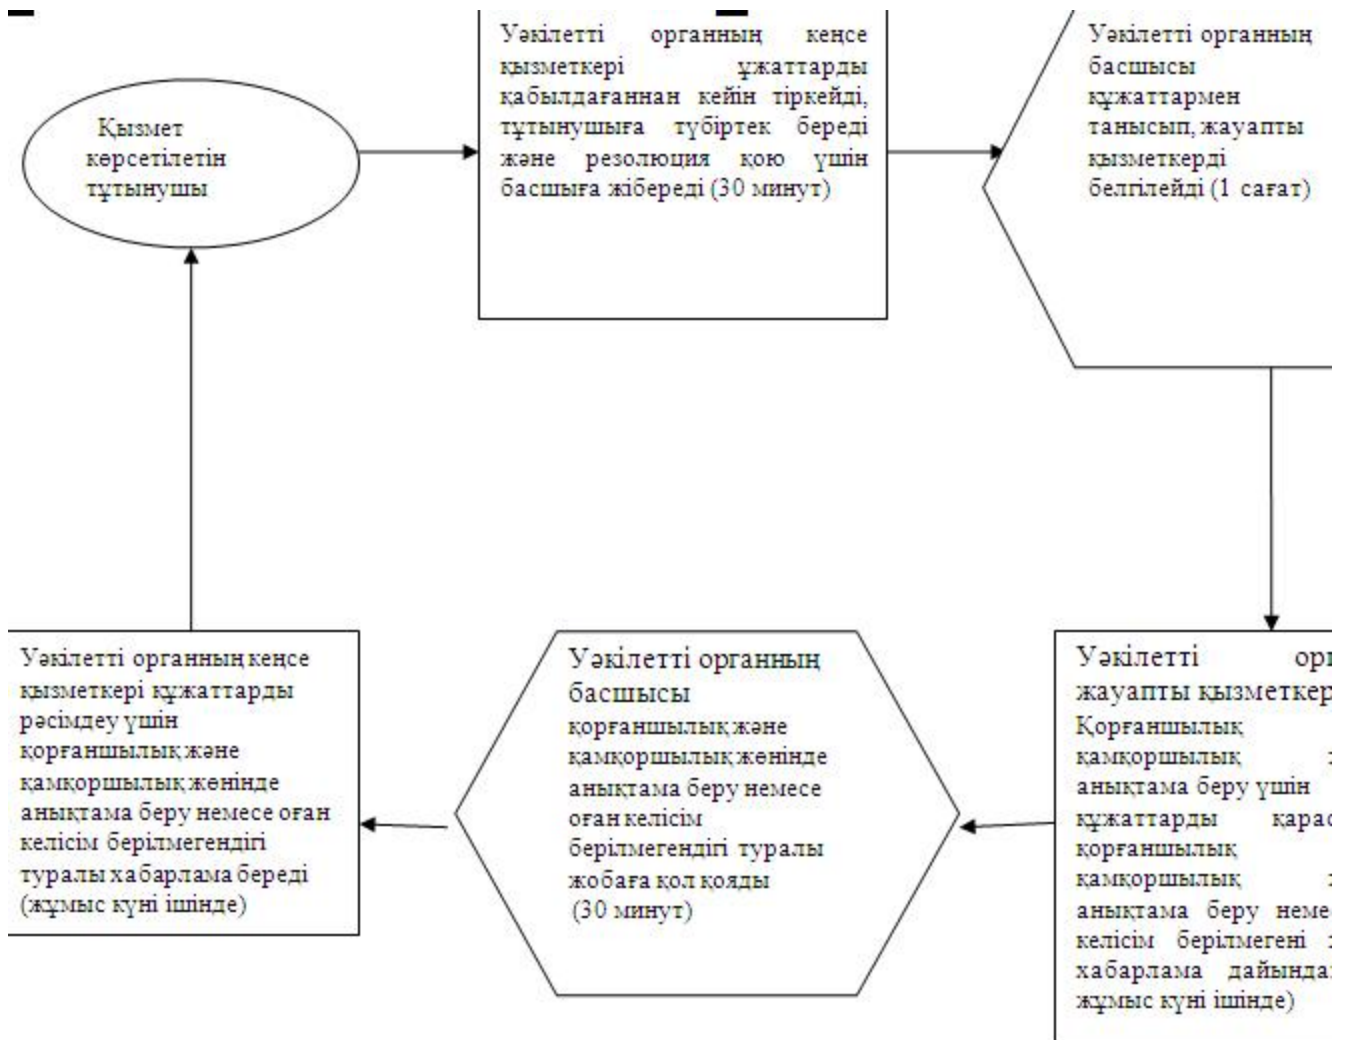 Қызмет
көрсетілетін
тұтынушы
Уәкілетті органның кеңсе
қызметкері ұжаттарды
қабылдағаннан кейін тіркейді,
тұтынушыға түбіртек береді
және резолюция қою үшін
басшыға жібереді (30 минут)
Уәкілетті органның
басшысы
құжаттармен
танысып, жауапты
қызметкерді
белгілейді (1 сағат)
Уәкілетті
жауапты қызметкер
Қорғаншылық
қамқоршылық
анықтама беру үшін
құжаттарды
қорғаншылық
қамқоршылық
анықтама беру
келісім берілмегені
хабарлама
жұмыс күні ішінде)
Уәкілетті органның
басшысы
қорғаншылық және
қамқоршылық жөнінде
анықтама беру немесе
оған келісім
берілмегендігі туралы
жобаға қол қояды
(30 минут)
Уәкілетті органның кеңсе
қызметкері құжаттарды
рәсімдеу үшін
қорғаншылық және
қамқоршылық жөнінде
анықтама беру немесе оған
келісім берілмегендігі
туралы хабарлама береді
(жұмыс күні ішінде)